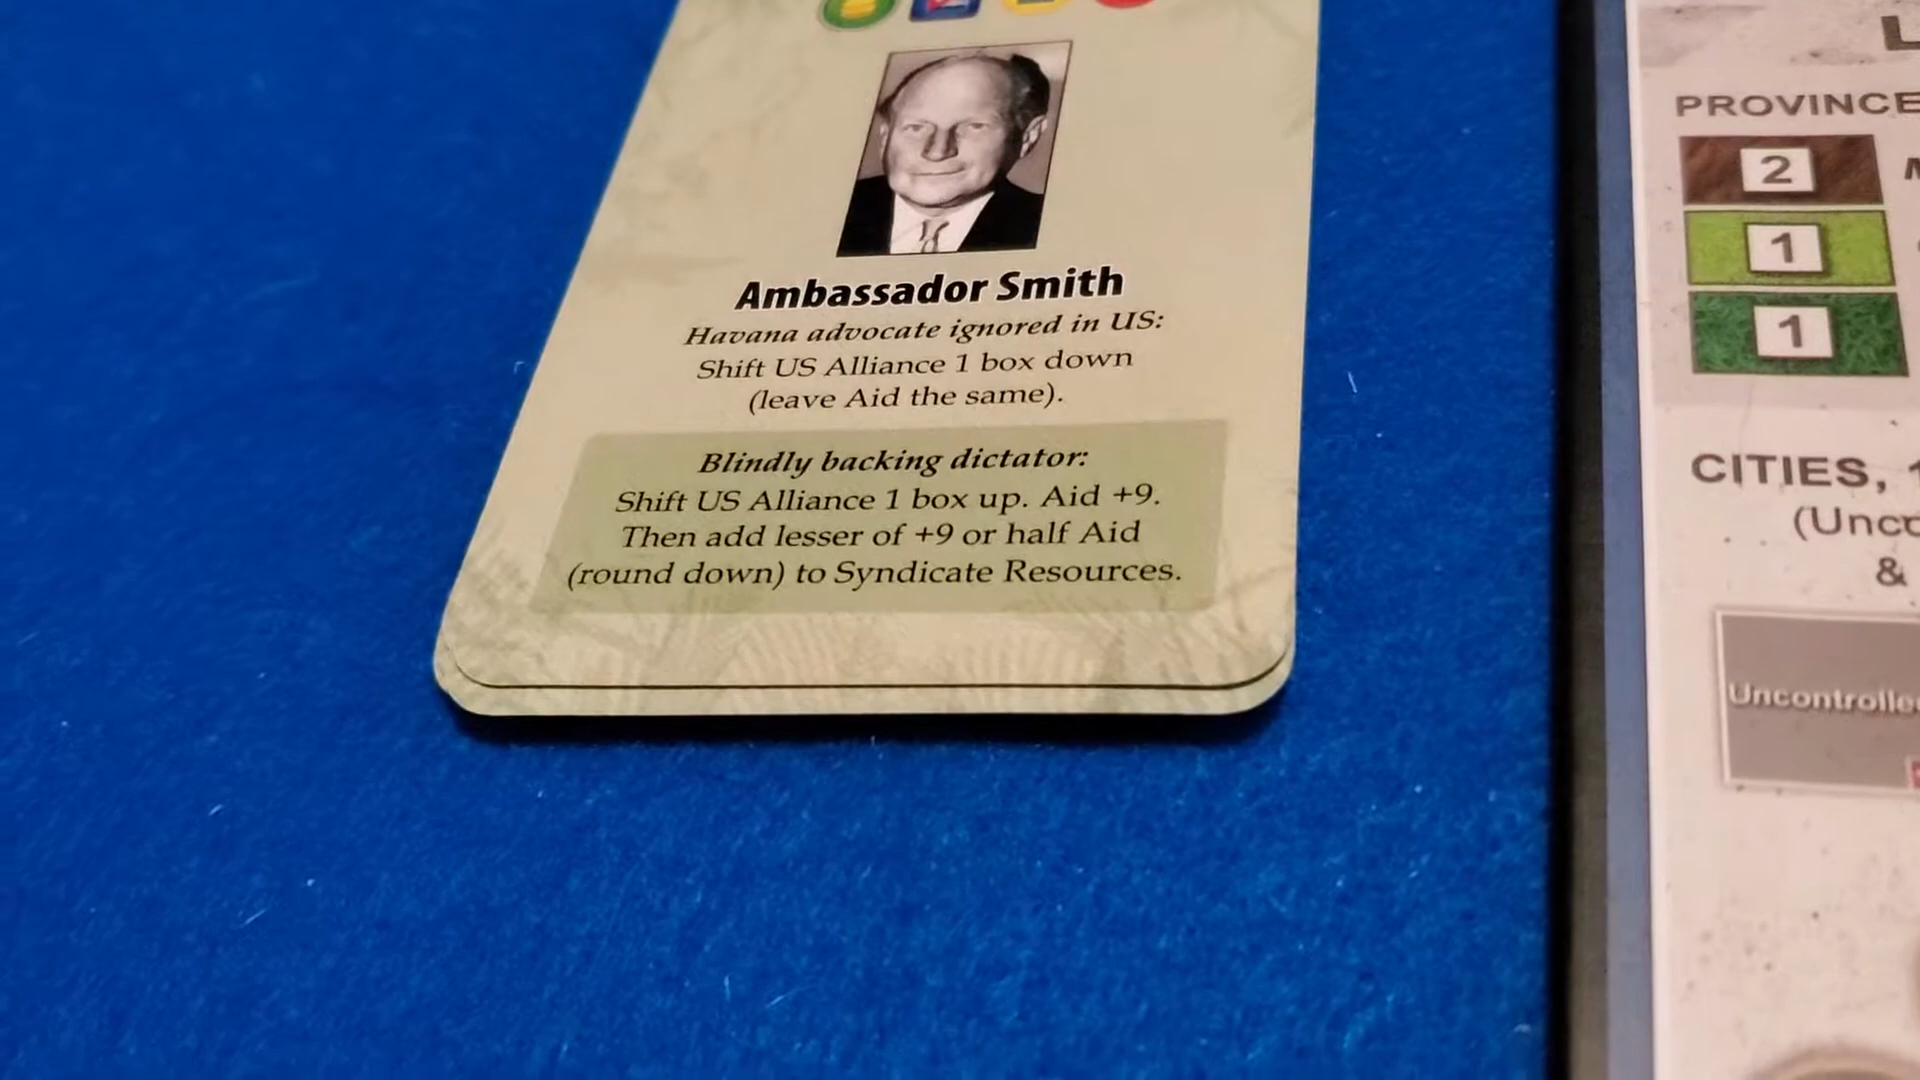 Ambassador Smith
Havana advocate ignored in US:
Shift US Alliance 1 box down
(leave Aid the same).
Blindly backing dictator:
Shift US Alliance 1 box up. Aid +9.
Then add lesser of +9 or half Aid
(round down) to Syndicate Resources.
PROVINCE
2
1
1
CITIES,
&